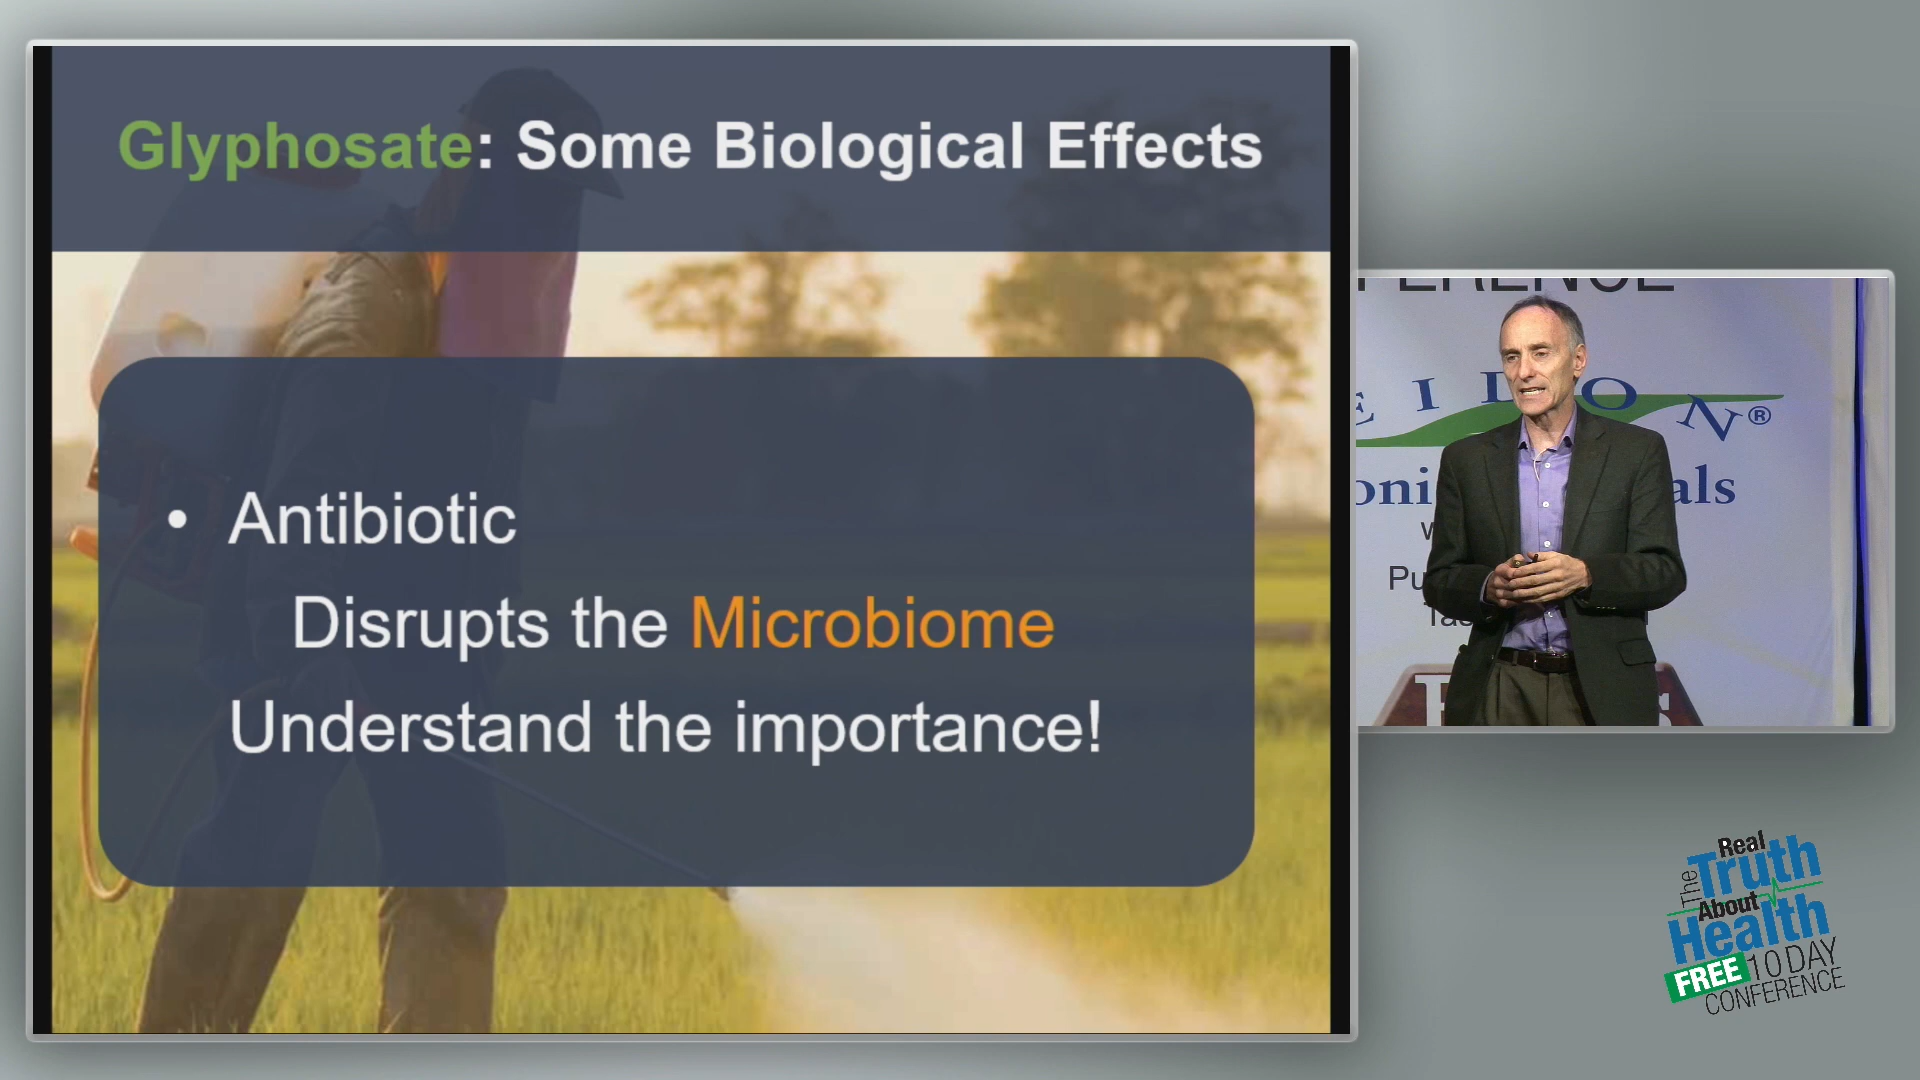 Glyphosate: Some Biological Effects
• Antibiotic
Disrupts the Microbiome
Understand the importance!
E I D O N®
als
The Real
Truth
About
Health
FREE 10 DAY
CONFERENCE